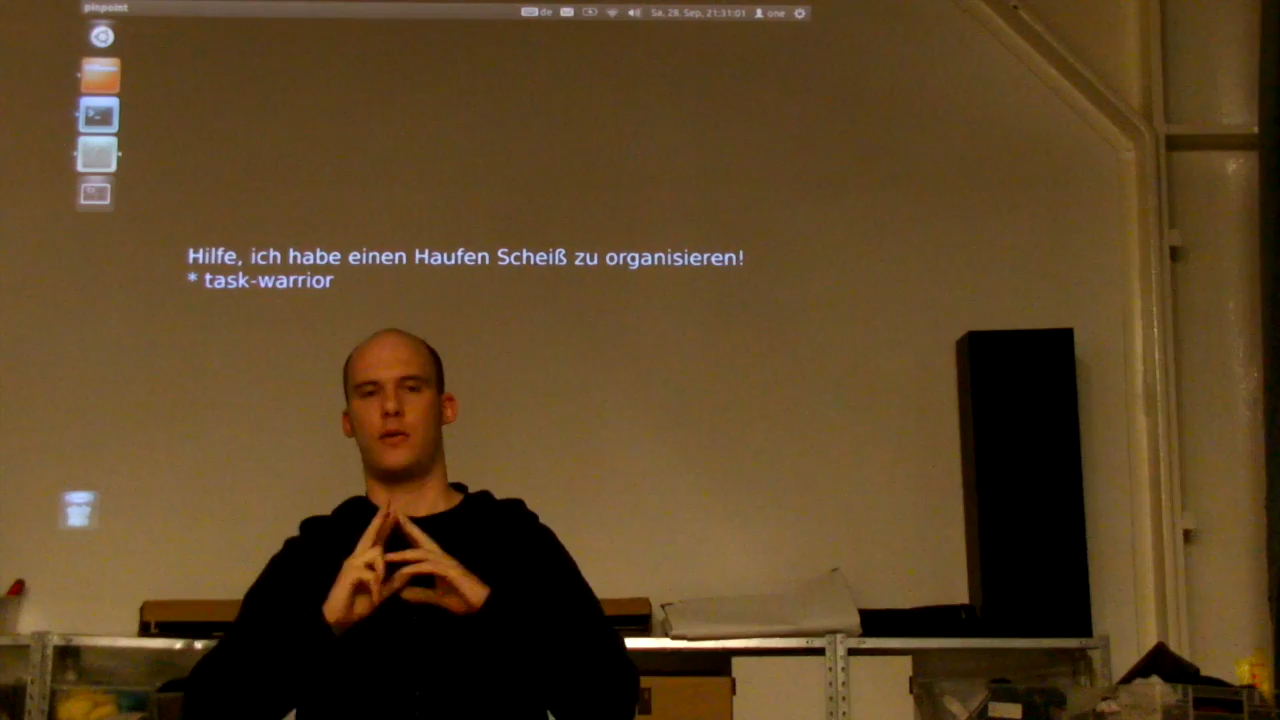 pinpoint
de Sa, 28. Sep, 21:31:01 one
Hilfe, ich habe einen Haufen Scheiß zu organisieren!
* task-warrior